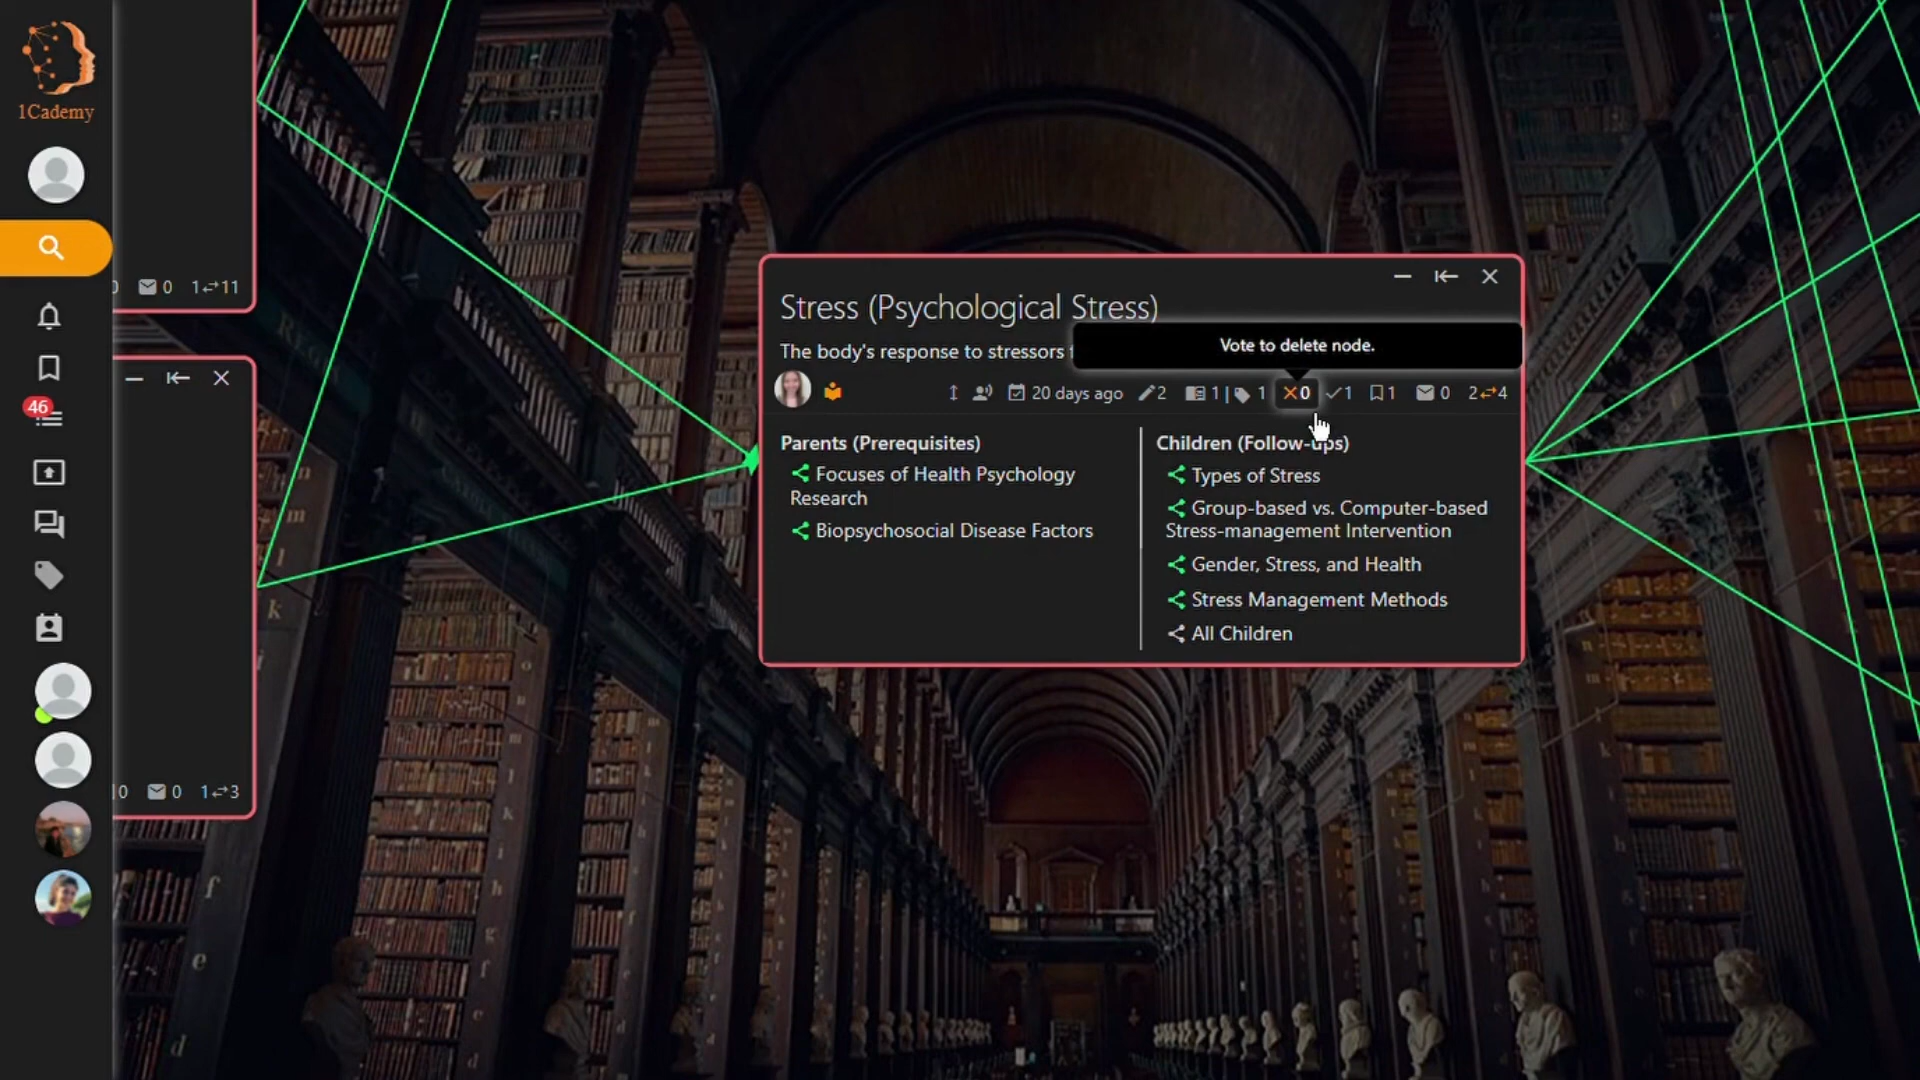 1Cademy
0 1 11
46
0 0 1 3
Stress (Psychological Stress)
The body's response to stressors
Vote to delete node.
20 days ago 2 1 | 1 0 1 1 0 2 4
Parents (Prerequisites)
Focuses of Health Psychology
Research
Biopsychosocial Disease Factors
Children (Follow-ups)
Types of Stress
Group-based vs. Computer-based
Stress-management Intervention
Gender, Stress, and Health
Stress Management Methods
All Children